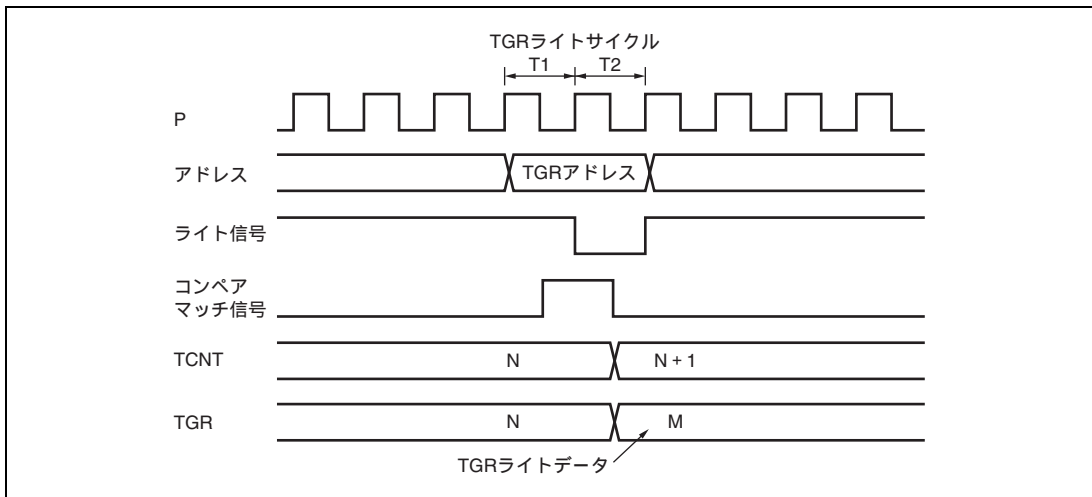 TGRライトサイクル
T1 T2
P
アドレス
TGRアドレス
ライト信号
コンペア
マッチ信号
TCNT
N
N + 1
TGR
N
M
TGRライトデータ